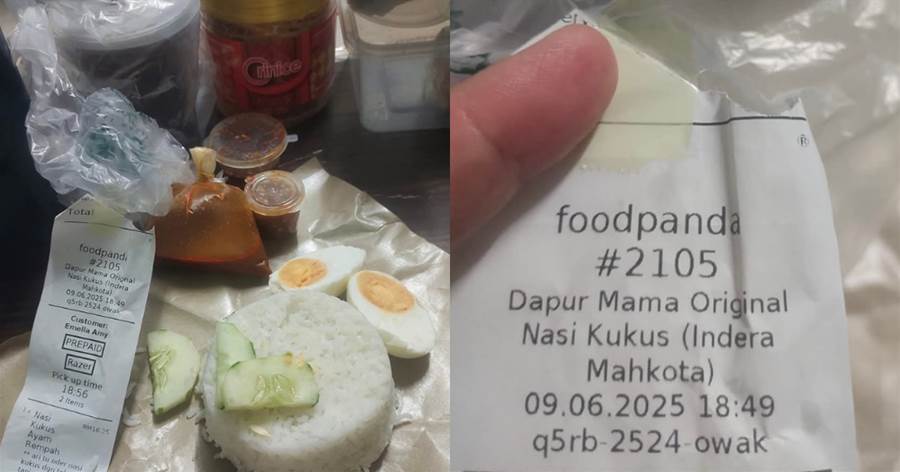 Total
foodpanda
#2105
Dapur Mama Original
Nasi Kukus (Indera
Mahkota)
09.06.2025 18:49
q5rb-2524-owak
Customer:
Emella Amy
PREPAID
Razer
Pick up time
18:56
2 items
Nasi
Kukus
Ayam
Rempah
Orinice
®
foodpanda
#2105
Dapur Mama Original
Nasi Kukus (Indera
Mahkota)
09.06.2025 18:49
q5rb-2524-owak